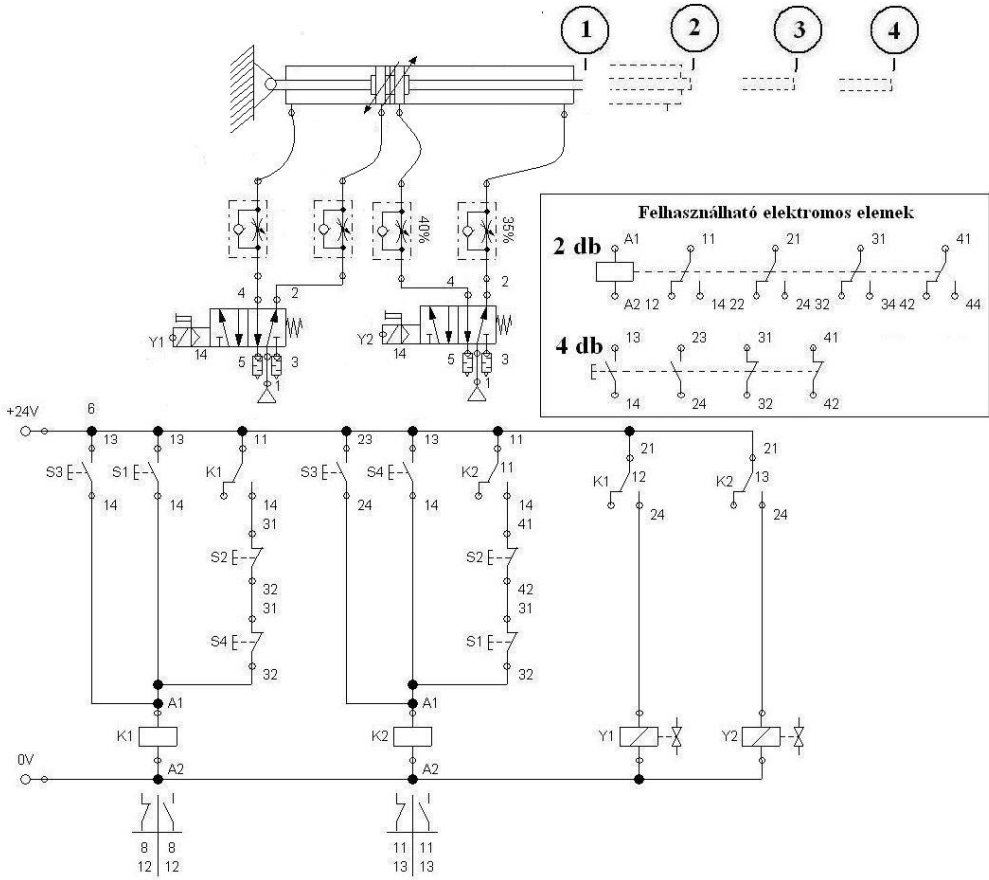 1 2 3 4
40% 35%
Felhasználható elektromos elemek
2 db
A1 11 21 31 41
A2 12 14 22 24 32 34 42 44
4 db
13 23 31 41
14 24 32 42
4 2 4 2
Y1 14 5 3 1
Y2 14 5 3 1
+24V 6
13 13 11 23 13 11 21 21
S3 S1 K1 S3 S4 K2 11 K1 12 K2 13
14 14 14 24 14 14 24 24
31 41
S2 S2
32 42
31 31
S4 S1
32 32
A1 A1
K1 K2 Y1 Y2
0V A2 A2
8 8 11 11
12 12 13 13